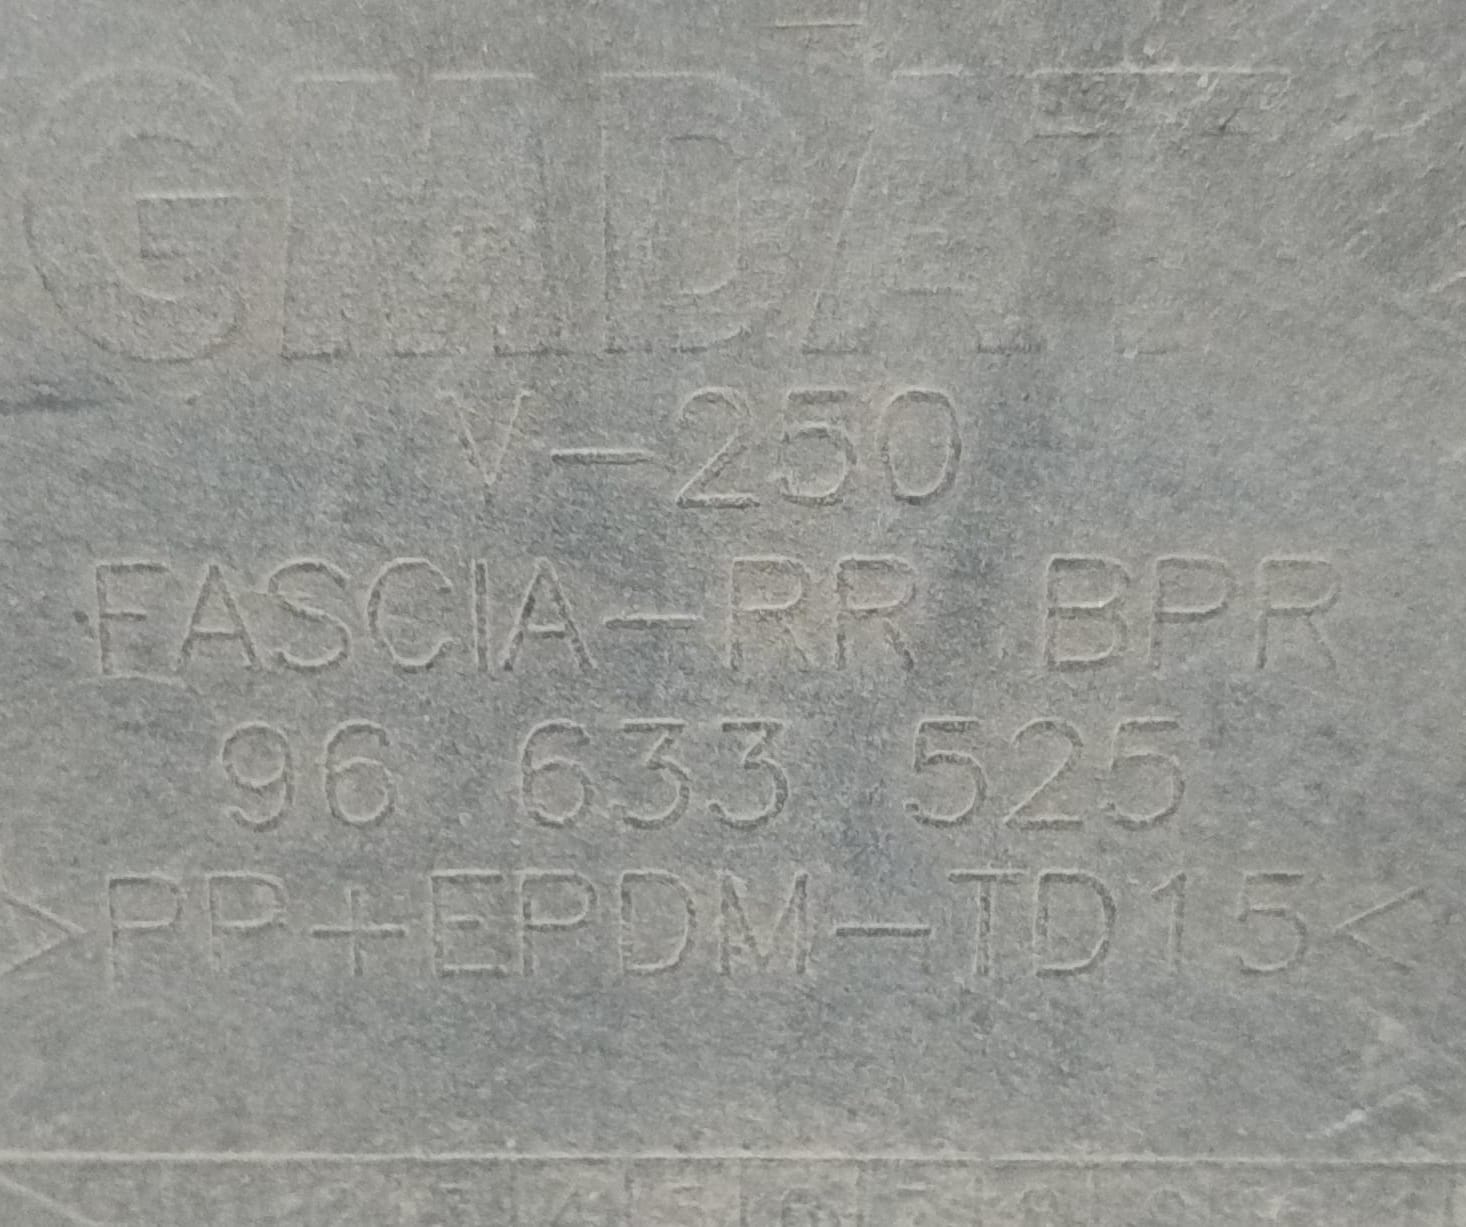 GMDAT
V-250
FASCIA-RR BPR
96 633 525
>PP+EPDM-TD15<